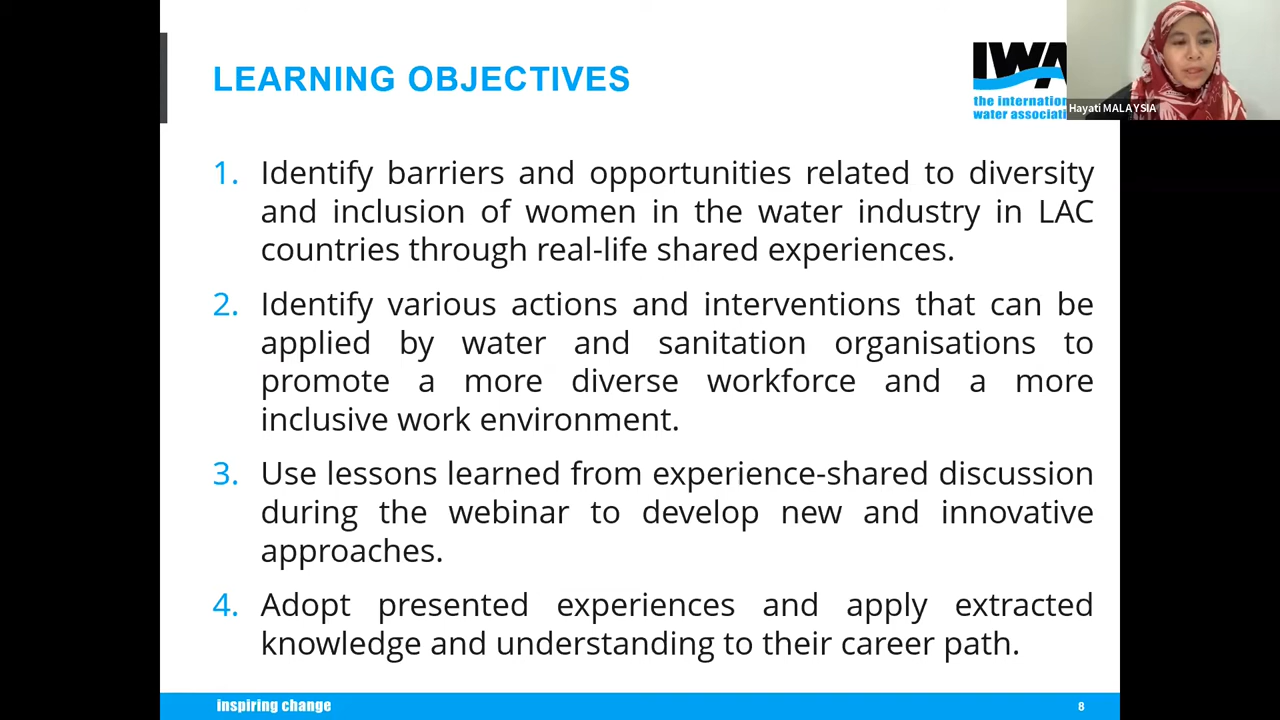 LEARNING OBJECTIVES
IWA
the internation
water associati
Hayati MALAYSIA
1. Identify barriers and opportunities related to diversity
and inclusion of women in the water industry in LAC
countries through real-life shared experiences.
2. Identify various actions and interventions that can be
applied by water and sanitation organisations to
promote a more diverse workforce and a more
inclusive work environment.
3. Use lessons learned from experience-shared discussion
during the webinar to develop new and innovative
approaches.
4. Adopt presented experiences and apply extracted
knowledge and understanding to their career path.
inspiring change
8